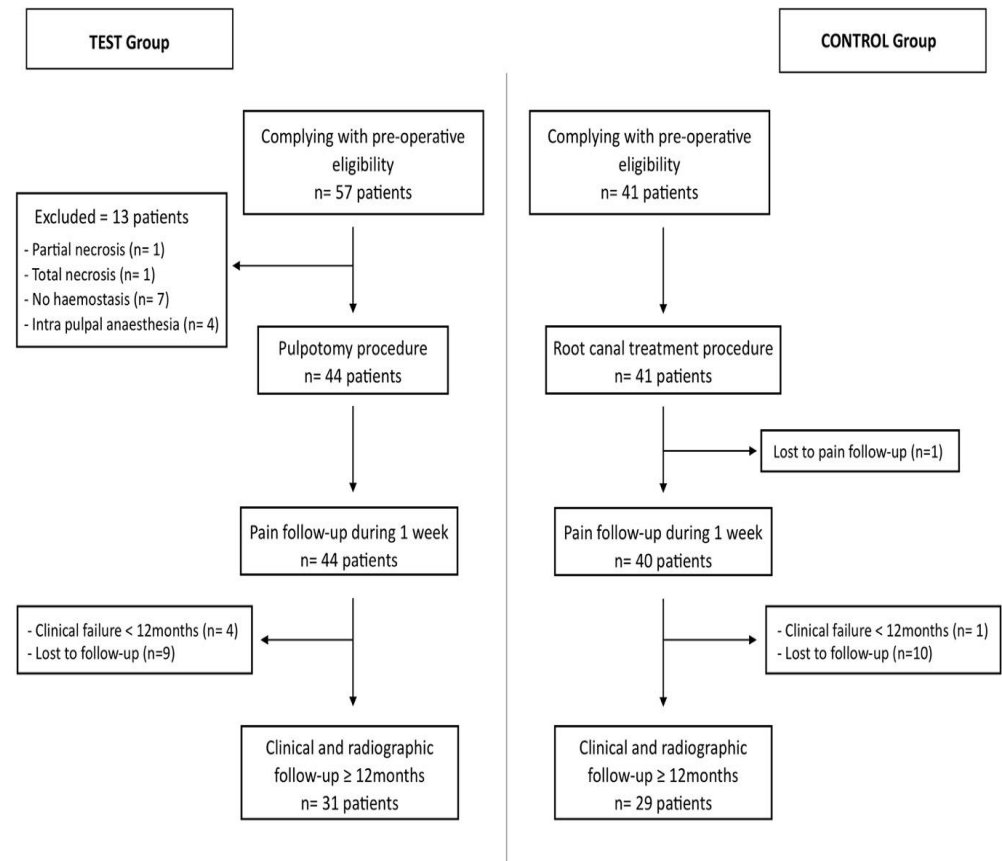 TEST Group
CONTROL Group
Complying with pre-operative
eligibility
n= 57 patients
Complying with pre-operative
eligibility
n= 41 patients
Excluded = 13 patients
- Partial necrosis (n= 1)
- Total necrosis (n= 1)
- No haemostasis (n= 7)
- Intra pulpal anaesthesia (n= 4)
Pulpotomy procedure
n= 44 patients
Root canal treatment procedure
n= 41 patients
Lost to pain follow-up (n=1)
Pain follow-up during 1 week
n= 44 patients
Pain follow-up during 1 week
n= 40 patients
- Clinical failure < 12months (n= 4)
- Lost to follow-up (n=9)
- Clinical failure < 12months (n= 1)
- Lost to follow-up (n=10)
Clinical and radiographic
follow-up ≥ 12months
n= 31 patients
Clinical and radiographic
follow-up ≥ 12months
n= 29 patients